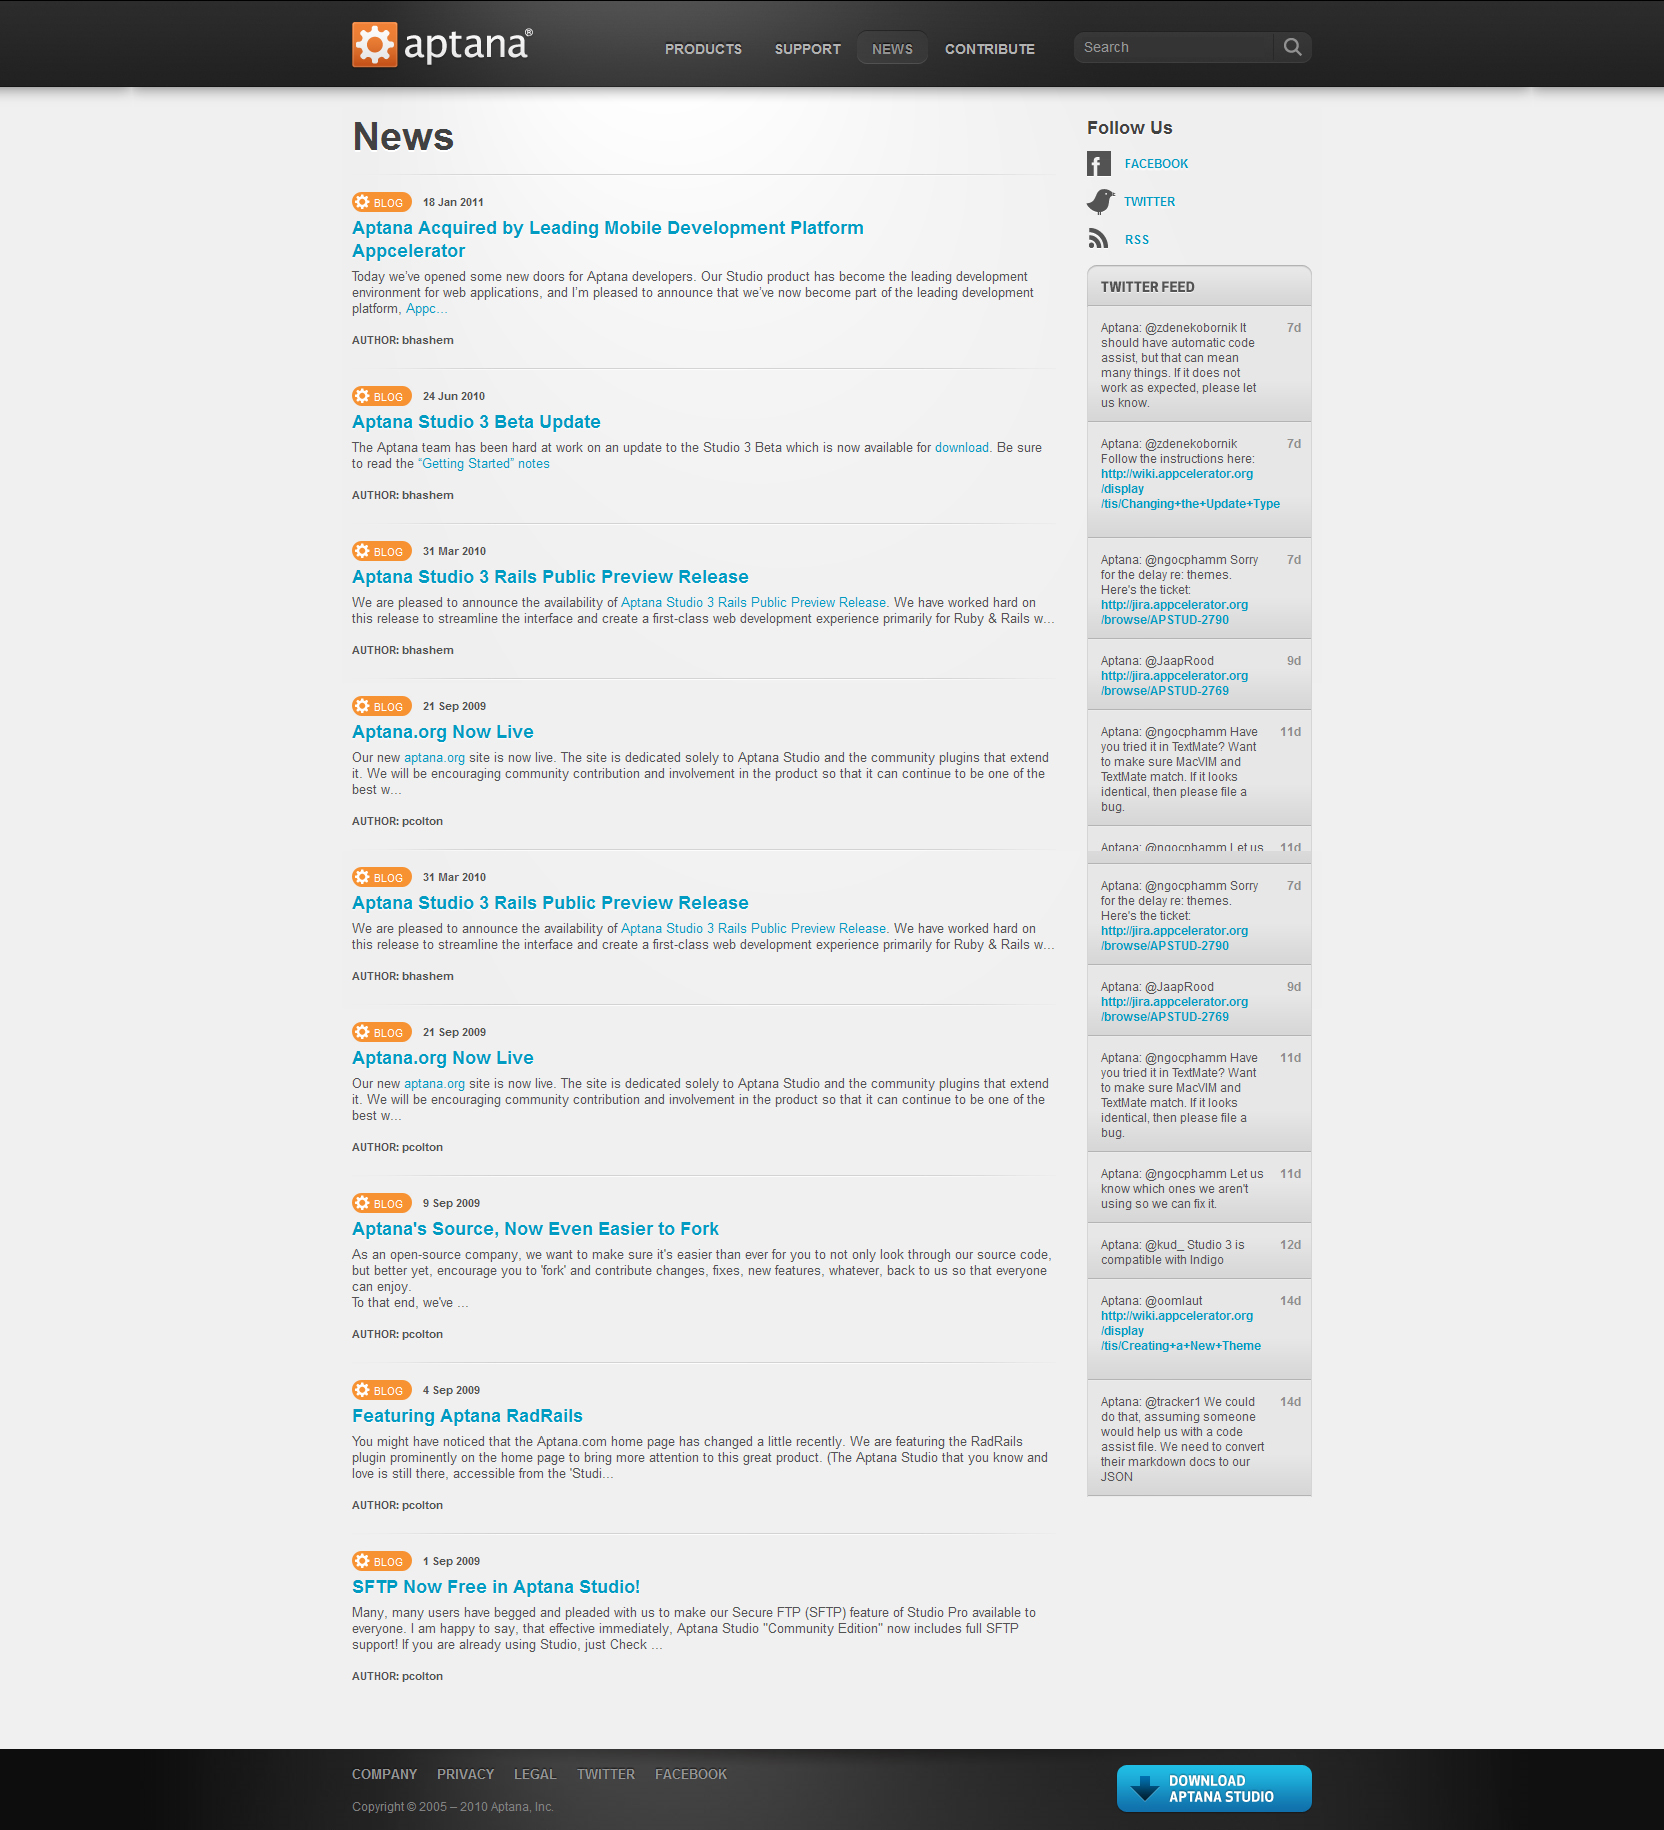 aptana®
PRODUCTS
SUPPORT
NEWS
CONTRIBUTE
Search
News
BLOG 18 Jan 2011
Aptana Acquired by Leading Mobile Development Platform
Appcelerator
Today we've opened some new doors for Aptana developers. Our Studio product has become the leading development
environment for web applications, and I'm pleased to announce that we've now become part of the leading development
platform, Appc...
AUTHOR: bhashem
BLOG 24 Jun 2010
Aptana Studio 3 Beta Update
The Aptana team has been hard at work on an update to the Studio 3 Beta which is now available for download. Be sure
to read the “Getting Started” notes
AUTHOR: bhashem
BLOG 31 Mar 2010
Aptana Studio 3 Rails Public Preview Release
We are pleased to announce the availability of Aptana Studio 3 Rails Public Preview Release. We have worked hard on
this release to streamline the interface and create a first-class web development experience primarily for Ruby & Rails w...
AUTHOR: bhashem
BLOG 21 Sep 2009
Aptana.org Now Live
Our new aptana.org site is now live. The site is dedicated solely to Aptana Studio and the community plugins that extend
it. We will be encouraging community contribution and involvement in the product so that it can continue to be one of the
best w...
AUTHOR: pcolton
BLOG 31 Mar 2010
Aptana Studio 3 Rails Public Preview Release
We are pleased to announce the availability of Aptana Studio 3 Rails Public Preview Release. We have worked hard on
this release to streamline the interface and create a first-class web development experience primarily for Ruby & Rails w...
AUTHOR: bhashem
BLOG 21 Sep 2009
Aptana.org Now Live
Our new aptana.org site is now live. The site is dedicated solely to Aptana Studio and the community plugins that extend
it. We will be encouraging community contribution and involvement in the product so that it can continue to be one of the
best w...
AUTHOR: pcolton
BLOG 9 Sep 2009
Aptana's Source, Now Even Easier to Fork
As an open-source company, we want to make sure it's easier than ever for you to not only look through our source code,
but better yet, encourage you to 'fork' and contribute changes, fixes, new features, whatever, back to us so that everyone
can enjoy.
To that end, we've ...
AUTHOR: pcolton
BLOG 4 Sep 2009
Featuring Aptana RadRails
You might have noticed that the Aptana.com home page has changed a little recently. We are featuring the RadRails
plugin prominently on the home page to bring more attention to this great product. (The Aptana Studio that you know and
love is still there, accessible from the 'Studi...
AUTHOR: pcolton
BLOG 1 Sep 2009
SFTP Now Free in Aptana Studio!
Many, many users have begged and pleaded with us to make our Secure FTP (SFTP) feature of Studio Pro available to
everyone. I am happy to say, that effective immediately, Aptana Studio "Community Edition" now includes full SFTP
support! If you are already using Studio, just Check ...
AUTHOR: pcolton
Follow Us
FACEBOOK
TWITTER
RSS
TWITTER FEED
Aptana: @zdenekobornik It 7d
should have automatic code
assist, but that can mean
many things. If it does not
work as expected, please let
us know.
Aptana: @zdenekobornik 7d
Follow the instructions here:
http://wiki.appcelerator.org
/display
/tis/Changing+the+Update+Type
Aptana: @ngocphamm Sorry 7d
for the delay re: themes.
Here's the ticket:
http://jira.appcelerator.org
/browse/APSTUD-2790
Aptana: @JaapRood 9d
http://jira.appcelerator.org
/browse/APSTUD-2769
Aptana: @ngocphamm Have 11d
you tried it in TextMate? Want
to make sure MacVIM and
TextMate match. If it looks
identical, then please file a
bug.
Aptana: @ngocphamm Let us 11d
Aptana: @ngocphamm Sorry 7d
for the delay re: themes.
Here's the ticket:
http://jira.appcelerator.org
/browse/APSTUD-2790
Aptana: @JaapRood 9d
http://jira.appcelerator.org
/browse/APSTUD-2769
Aptana: @ngocphamm Have 11d
you tried it in TextMate? Want
to make sure MacVIM and
TextMate match. If it looks
identical, then please file a
bug.
Aptana: @ngocphamm Let us 11d
know which ones we aren't
using so we can fix it.
Aptana: @kud_ Studio 3 is 12d
compatible with Indigo
Aptana: @oomlaut 14d
http://wiki.appcelerator.org
/display
/tis/Creating+a+New+Theme
Aptana: @tracker1 We could 14d
do that, assuming someone
would help us with a code
assist file. We need to convert
their markdown docs to our
JSON
COMPANY
PRIVACY
LEGAL
TWITTER
FACEBOOK
Copyright © 2005 – 2010 Aptana, Inc.
DOWNLOAD
APTANA STUDIO